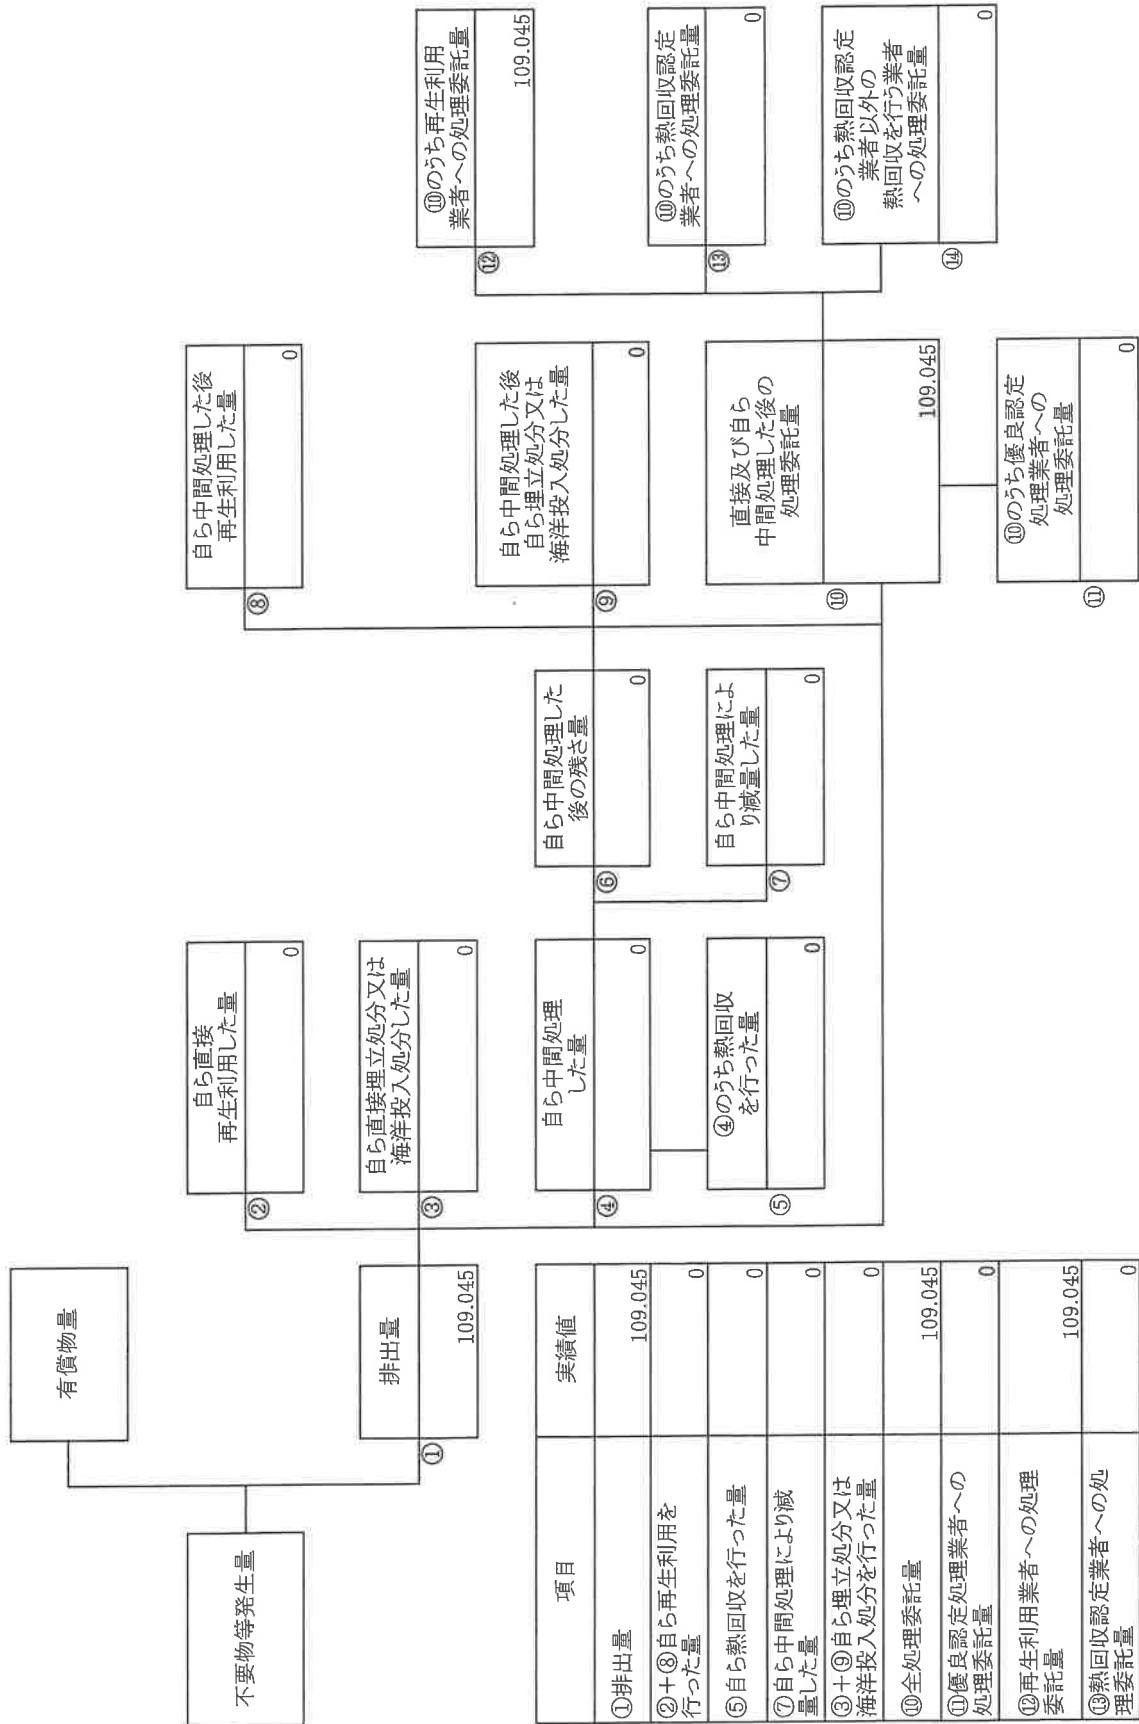 不要物等発生量
有償物量
①
排出量
109.045
②
自ら直接
再生利用した量
0
③
自ら直接埋立処分又は
海洋投入処分した量
0
④
自ら中間処理
した量
0
⑤
④のうち熱回収
を行った量
0
⑥
自ら中間処理した
後の残さ量
0
⑦
自ら中間処理によ
り減量した量
0
⑧
自ら中間処理した後
再生利用した量
0
⑨
自ら中間処理した後
自ら埋立処分又は
海洋投入処分した量
0
⑩
直接及び自ら
中間処理した後の
処理委託量
109.045
⑪
⑩のうち優良認定
処理業者への
処理委託量
0
⑫
⑩のうち再生利用
業者への処理委託量
109.045
⑬
⑩のうち熱回収認定
業者への処理委託量
0
⑭
⑩のうち熱回収認定
業者以外の
熱回収を行う業者
への処理委託量
0
項目 実績値
①排出量 109.045
②+⑧自ら再生利用を
行った量 0
⑤自ら熱回収を行った量 0
⑦自ら中間処理により減
量した量 0
③+⑨自ら埋立処分又は
海洋投入処分を行った量 0
⑩全処理委託量 109.045
⑪優良認定処理業者への
処理委託量 0
⑫再生利用業者への処理
委託量 109.045
⑬熱回収認定業者への処
理委託量 0